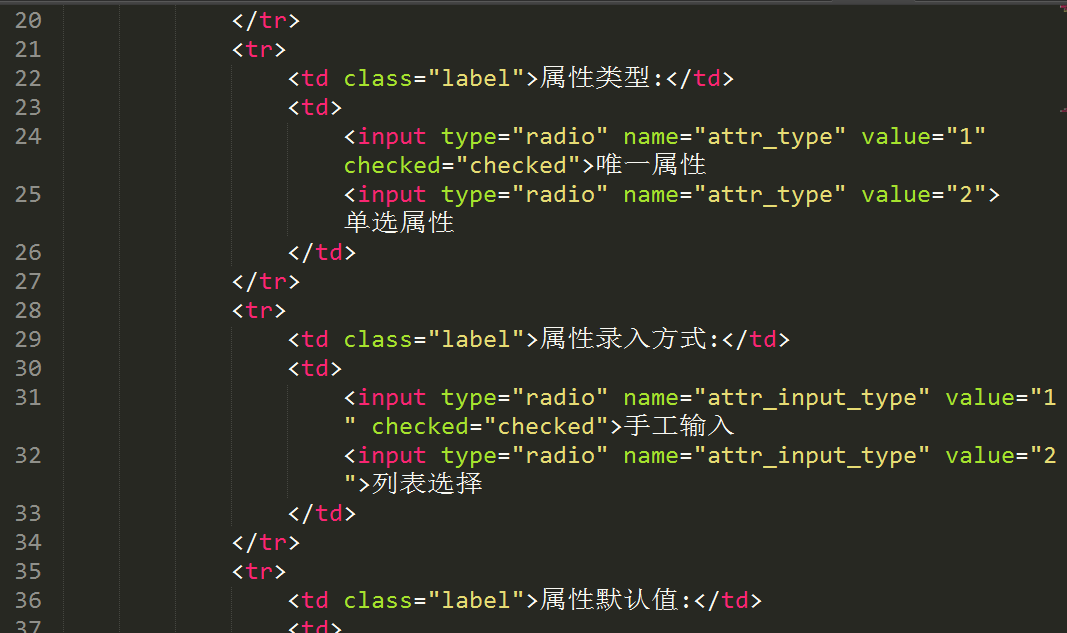 20 </tr>
21 <tr>
22 <td class="label">属性类型:</td>
23 <td>
24 <input type="radio" name="attr_type" value="1"
checked="checked">唯一属性
25 <input type="radio" name="attr_type" value="2">
单选属性
26 </td>
27 </tr>
28 <tr>
29 <td class="label">属性录入方式:</td>
30 <td>
31 <input type="radio" name="attr_input_type" value="1
" checked="checked">手工输入
32 <input type="radio" name="attr_input_type" value="2
">列表选择
33 </td>
34 </tr>
35 <tr>
36 <td class="label">属性默认值:</td>
37 <td>